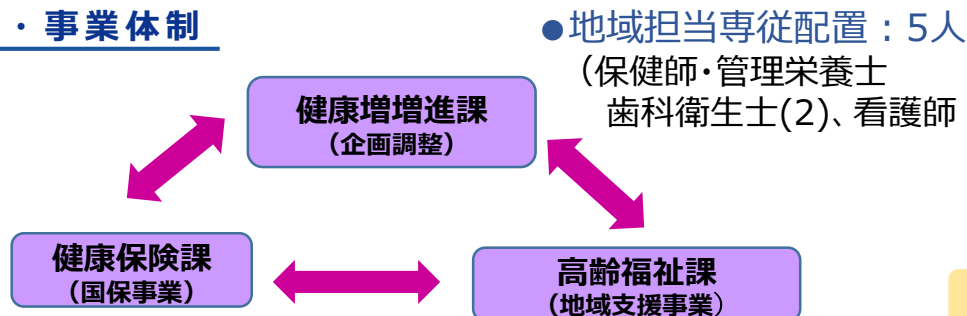 ・事業体制
●地域担当専従配置：5人
（保健師・管理栄養士
歯科衛生士(2)、看護師
健康増増進課
（企画調整）
健康保険課
（国保事業）
高齢福祉課
（地域支援事業）